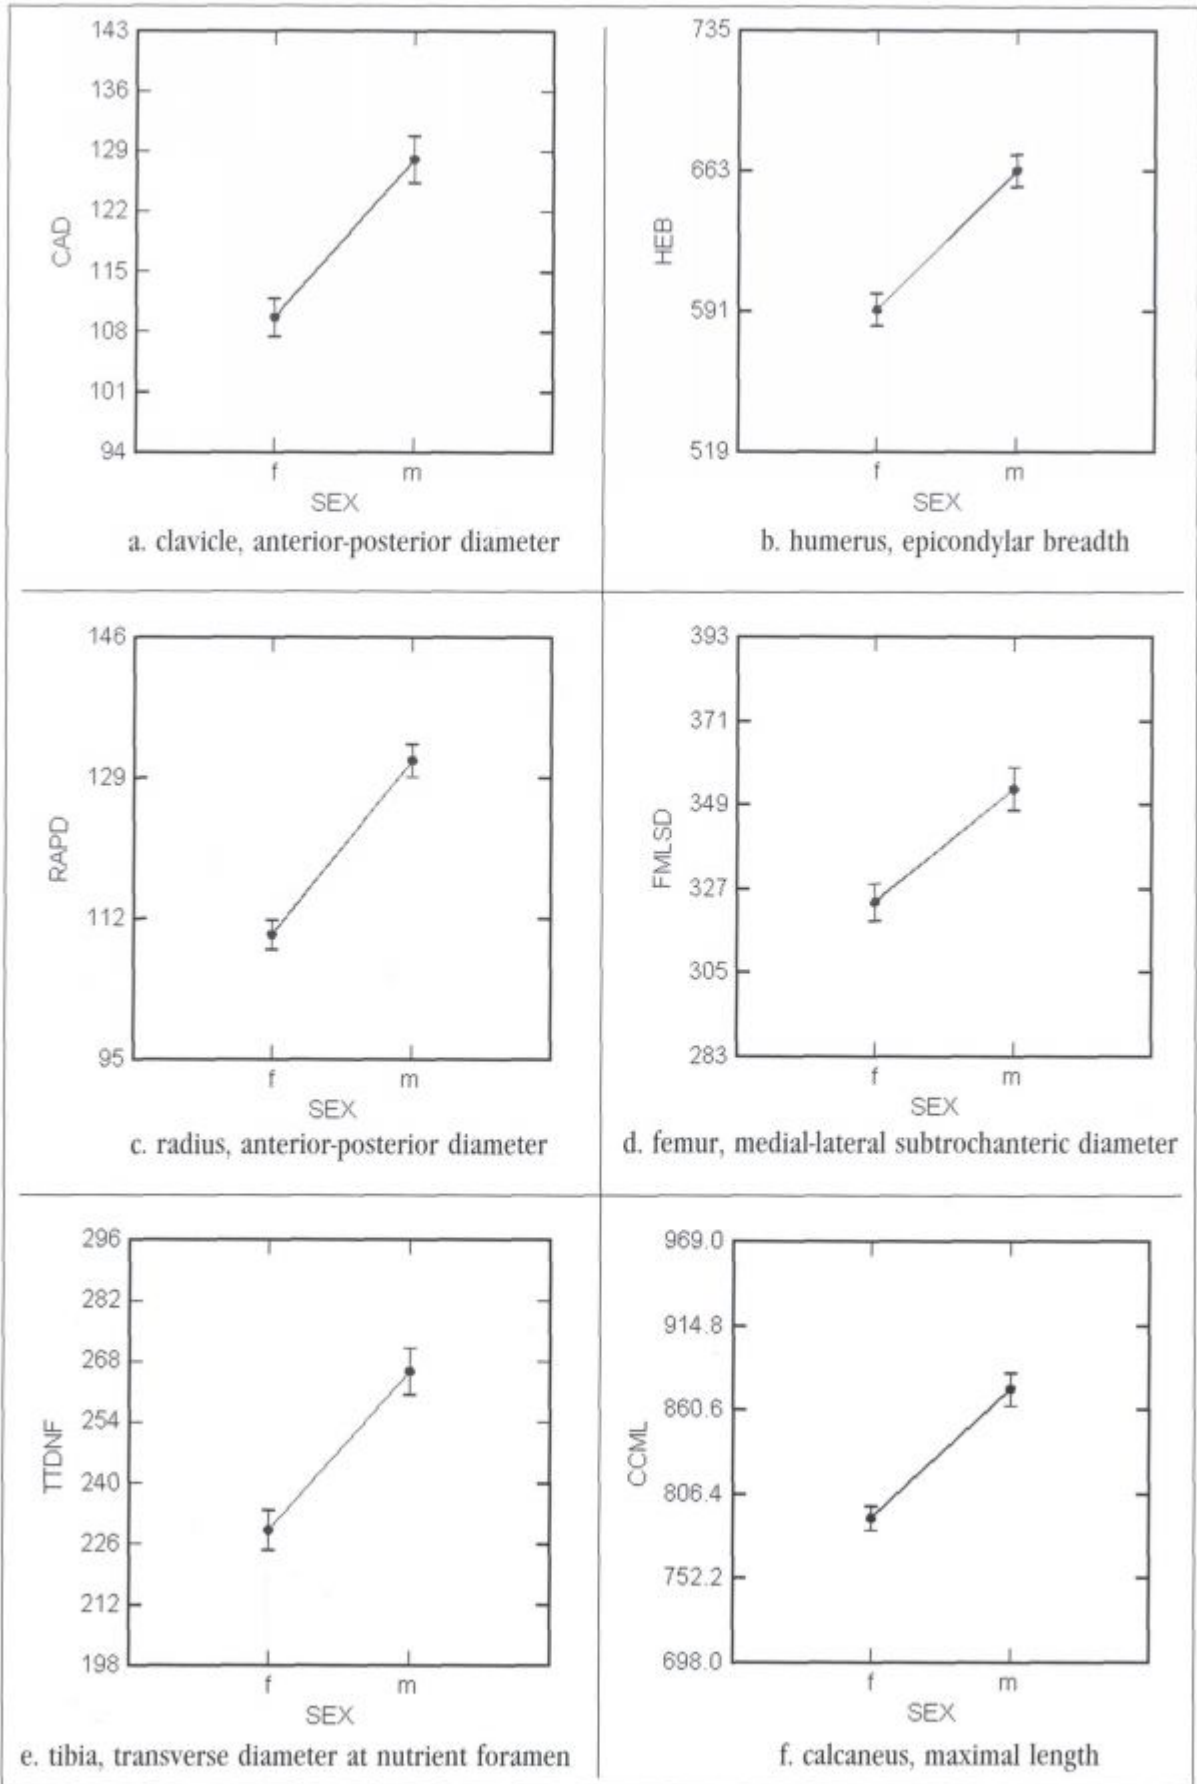 143
136
129
122
115
108
101
94
CAD
f m
SEX
a. clavicle, anterior-posterior diameter
735
663
591
519
HEB
f m
SEX
b. humerus, epicondylar breadth
146
129
112
95
RAPD
f m
SEX
c. radius, anterior-posterior diameter
393
371
349
327
305
283
FMLSD
f m
SEX
d. femur, medial-lateral subtrochanteric diameter
296
282
268
254
240
226
212
198
TTDNF
f m
SEX
e. tibia, transverse diameter at nutrient foramen
969.0
914.8
860.6
806.4
752.2
698.0
CCML
f m
SEX
f. calcaneus, maximal length